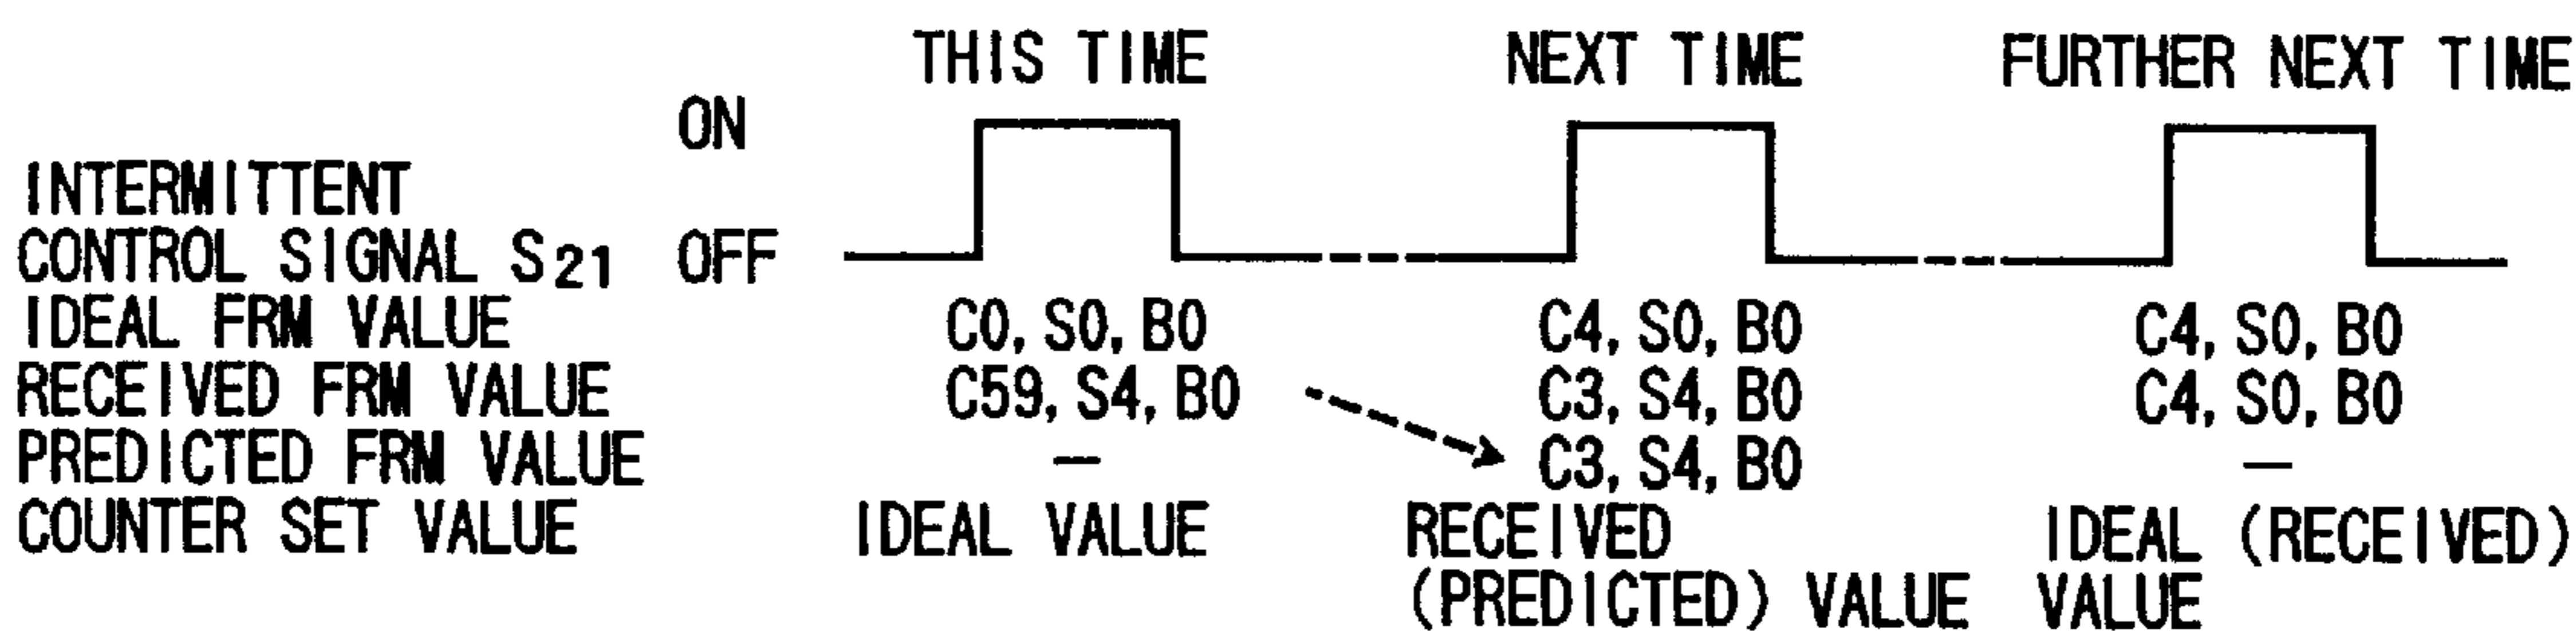 THIS TIME NEXT TIME FURTHER NEXT TIME
ON
INTERMITTENT
CONTROL SIGNAL S21 OFF
IDEAL FRM VALUE C0, S0, B0 C4, S0, B0 C4, S0, B0
RECEIVED FRM VALUE C59, S4, B0 C3, S4, B0 C4, S0, B0
PREDICTED FRM VALUE — C3, S4, B0 —
COUNTER SET VALUE IDEAL VALUE RECEIVED IDEAL (RECEIVED)
(PREDICTED) VALUE VALUE